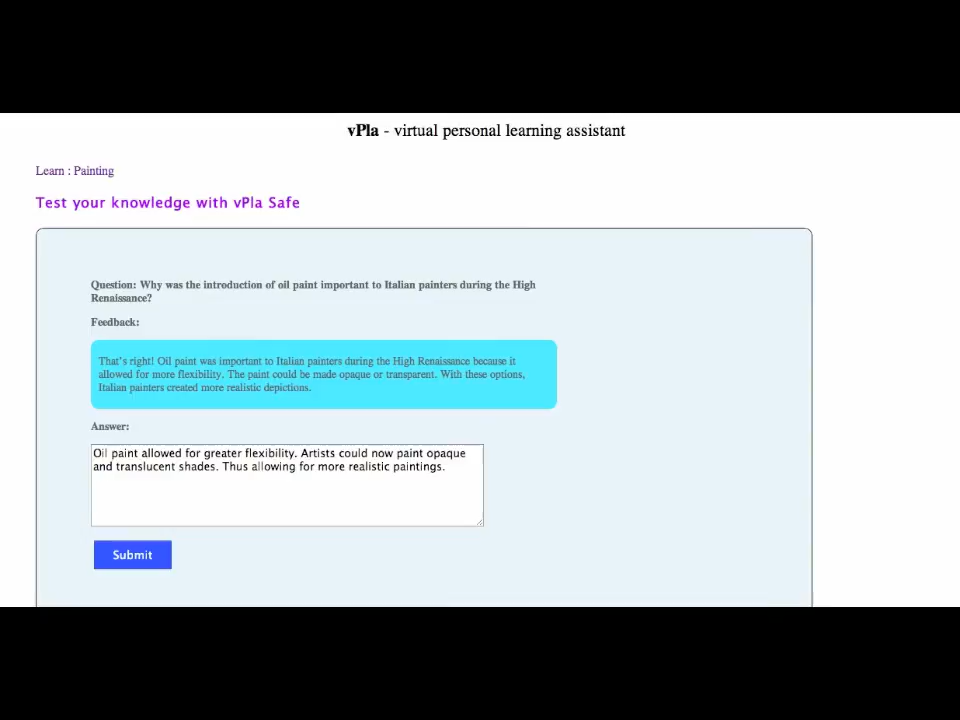 vPla - virtual personal learning assistant
Learn : Painting
Test your knowledge with vPla Safe
Question: Why was the introduction of oil paint important to Italian painters during the High
Renaissance?
Feedback:
That's right! Oil paint was important to Italian painters during the High Renaissance because it
allowed for more flexibility. The paint could be made opaque or transparent. With these options,
Italian painters created more realistic depictions.
Answer:
Oil paint allowed for greater flexibility. Artists could now paint opaque
and translucent shades. Thus allowing for more realistic paintings.
Submit